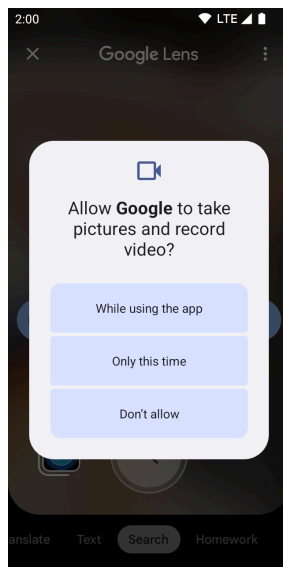 2:00 LTE
Google Lens
Allow Google to take
pictures and record
video?
While using the app
Only this time
Don't allow
anslate Text Search Homework